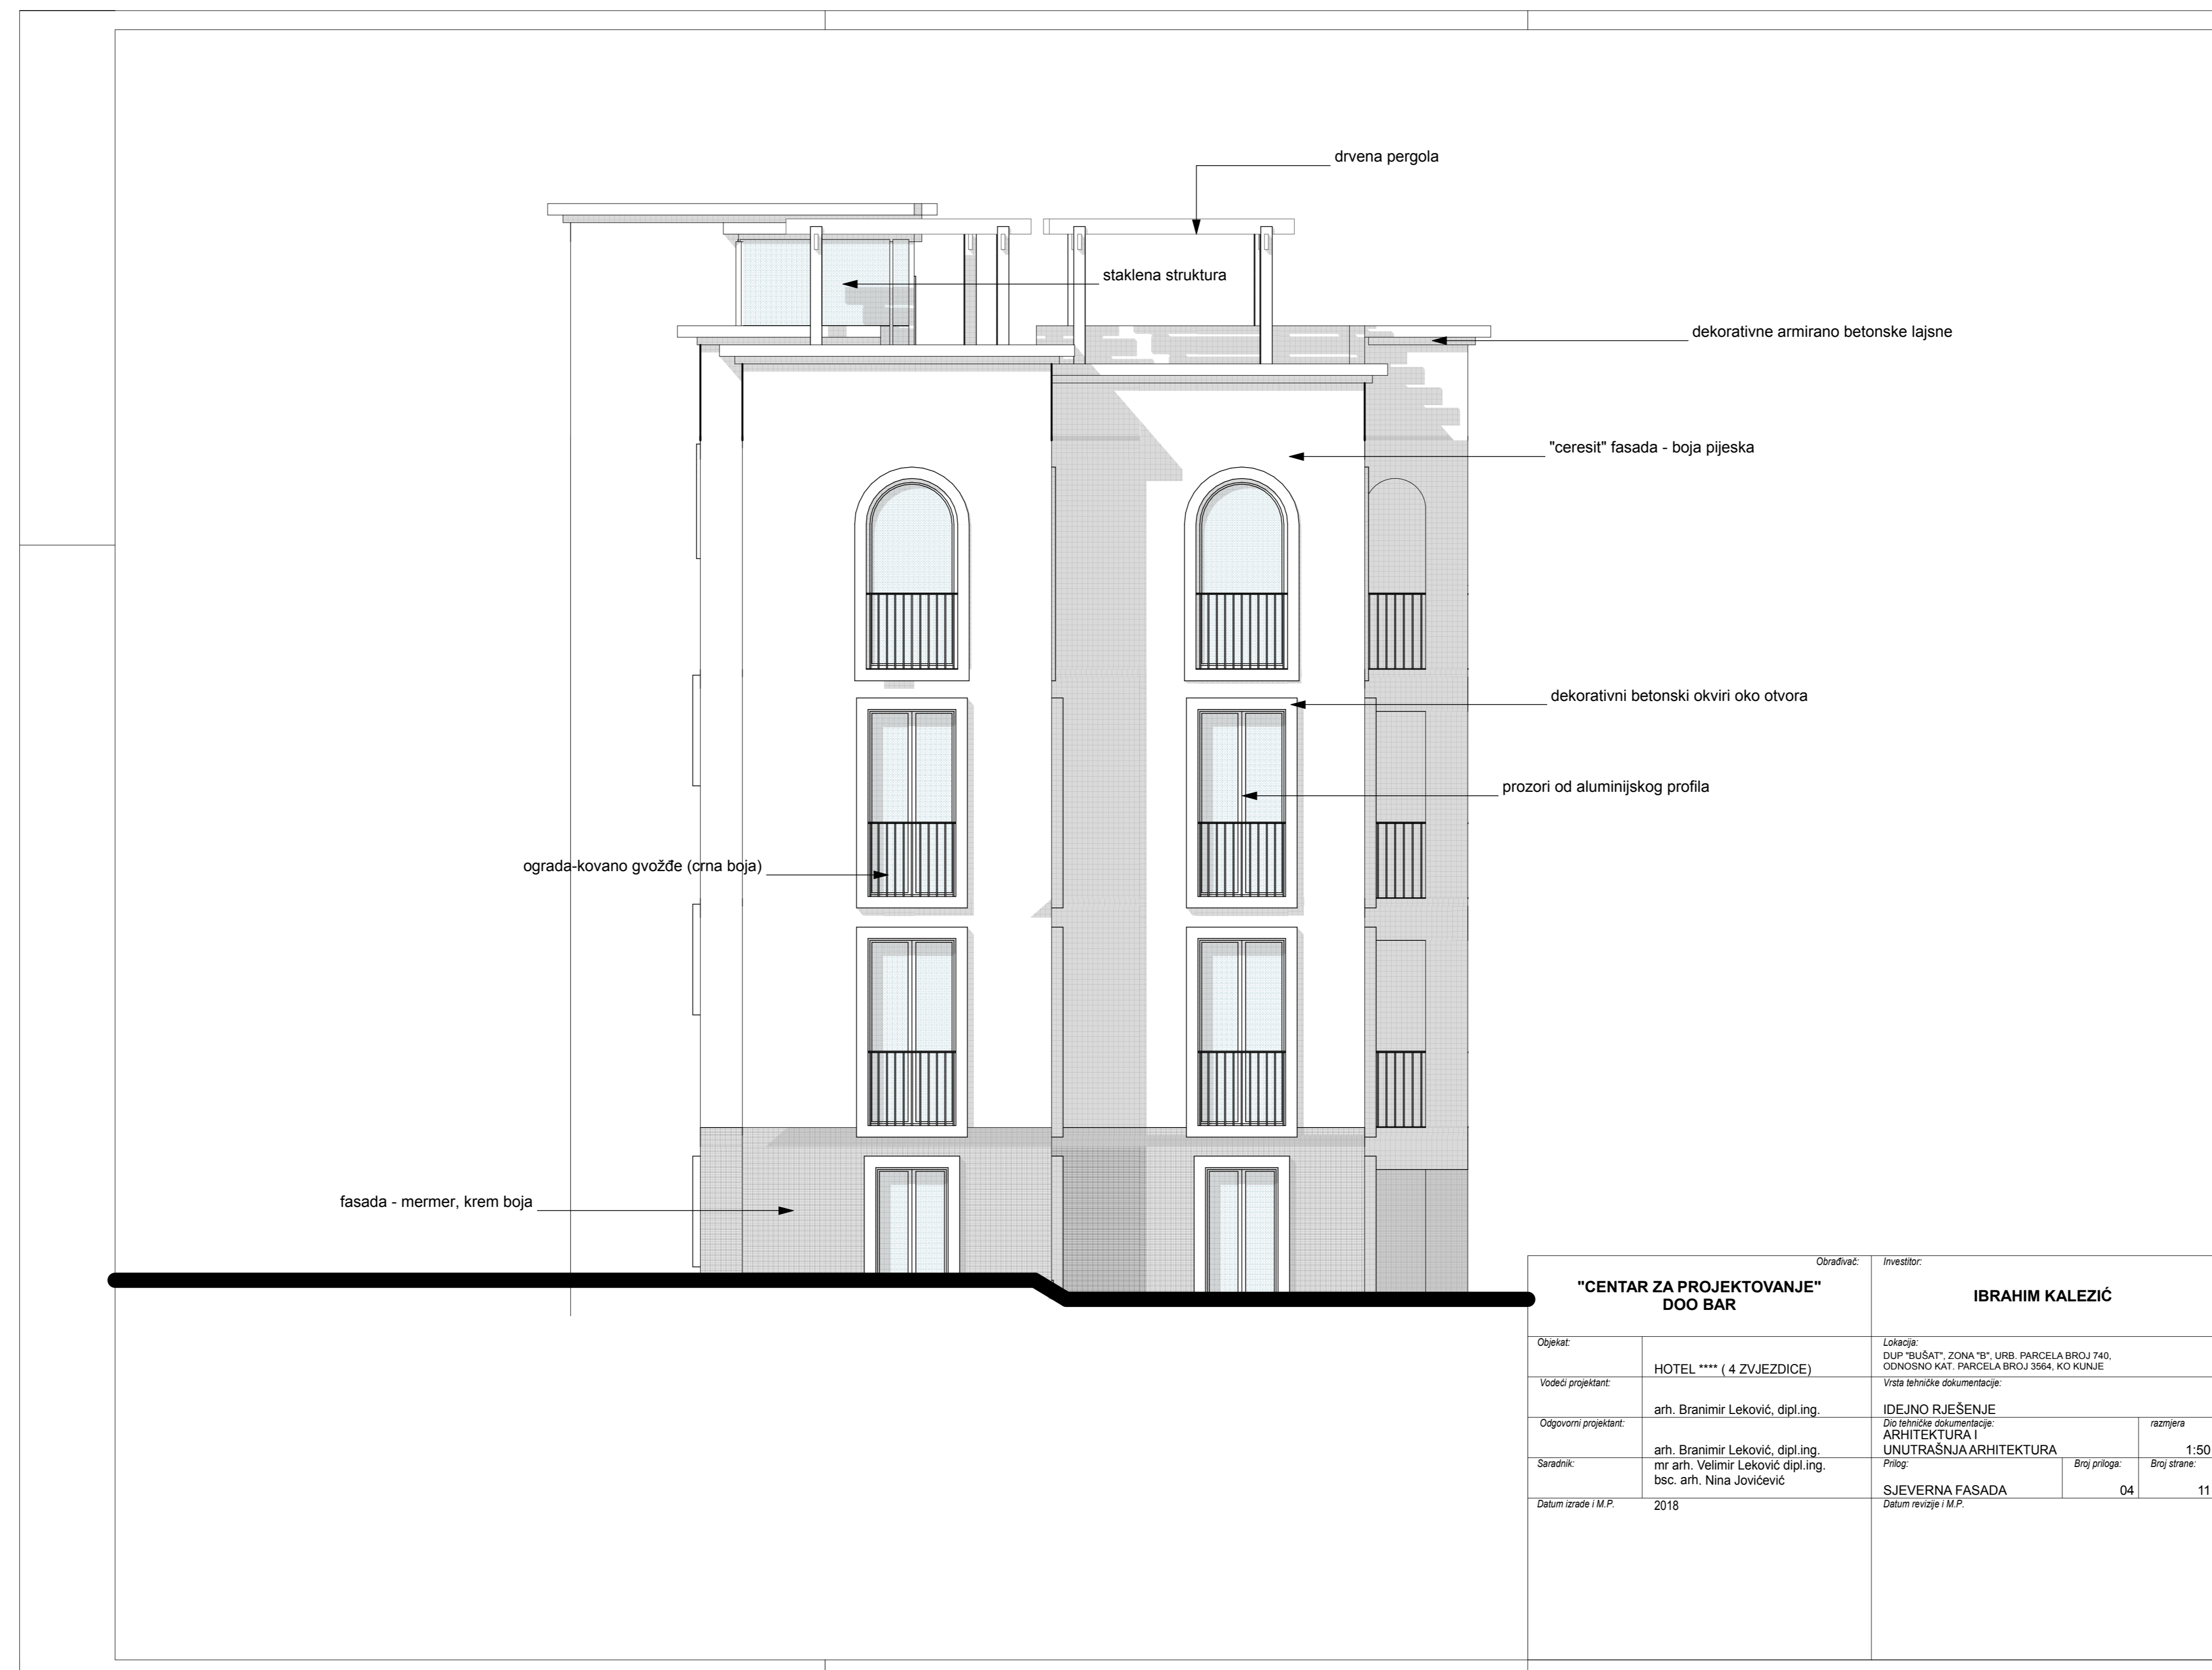 drvena pergola
staklena struktura
dekorativne armirano betonske lajsne
"ceresit" fasada - boja pijeska
dekorativni betonski okviri oko otvora
prozori od aluminijskog profila
ograda-kovano gvožđe (crna boja)
fasada - mermer, krem boja
Obrađivač:
"CENTAR ZA PROJEKTOVANJE"
DOO BAR
Investitor:
IBRAHIM KALEZIĆ
Objekat:
HOTEL **** ( 4 ZVJEZDICE)
Lokacija:
DUP "BUŠAT", ZONA "B", URB. PARCELA BROJ 740,
ODNOSNO KAT. PARCELA BROJ 3564, KO KUNJE
Vodeći projektant:
arh. Branimir Leković, dipl.ing.
Vrsta tehničke dokumentacije:
IDEJNO RJEŠENJE
Odgovorni projektant:
arh. Branimir Leković, dipl.ing.
Dio tehničke dokumentacije:
ARHITEKTURA I
UNUTRAŠNJA ARHITEKTURA
razmjera
1:50
Saradnik:
mr arh. Velimir Leković dipl.ing.
bsc. arh. Nina Jovićević
Prilog:
SJEVERNA FASADA
Broj priloga:
04
Broj strane:
11
Datum izrade i M.P.
2018
Datum revizije i M.P.